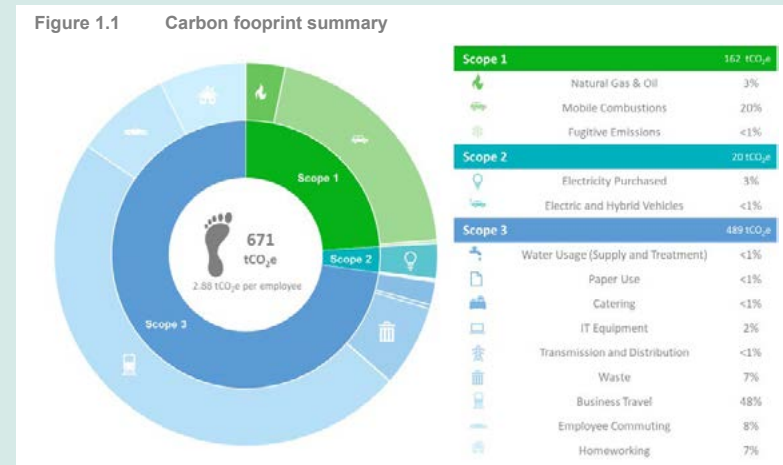 Figure 1.1 Carbon fooprint summary
Scope 1
Scope 2
Scope 3
671
tCO₂e
2.88 tCO₂e per employee
Scope 1 162 tCO₂e
Natural Gas & Oil 3%
Mobile Combustions 20%
Fugitive Emissions <1%
Scope 2 20 tCO₂e
Electricity Purchased 3%
Electric and Hybrid Vehicles <1%
Scope 3 489 tCO₂e
Water Usage (Supply and Treatment) <1%
Paper Use <1%
Catering <1%
IT Equipment 2%
Transmission and Distribution <1%
Waste 7%
Business Travel 48%
Employee Commuting 8%
Homeworking 7%